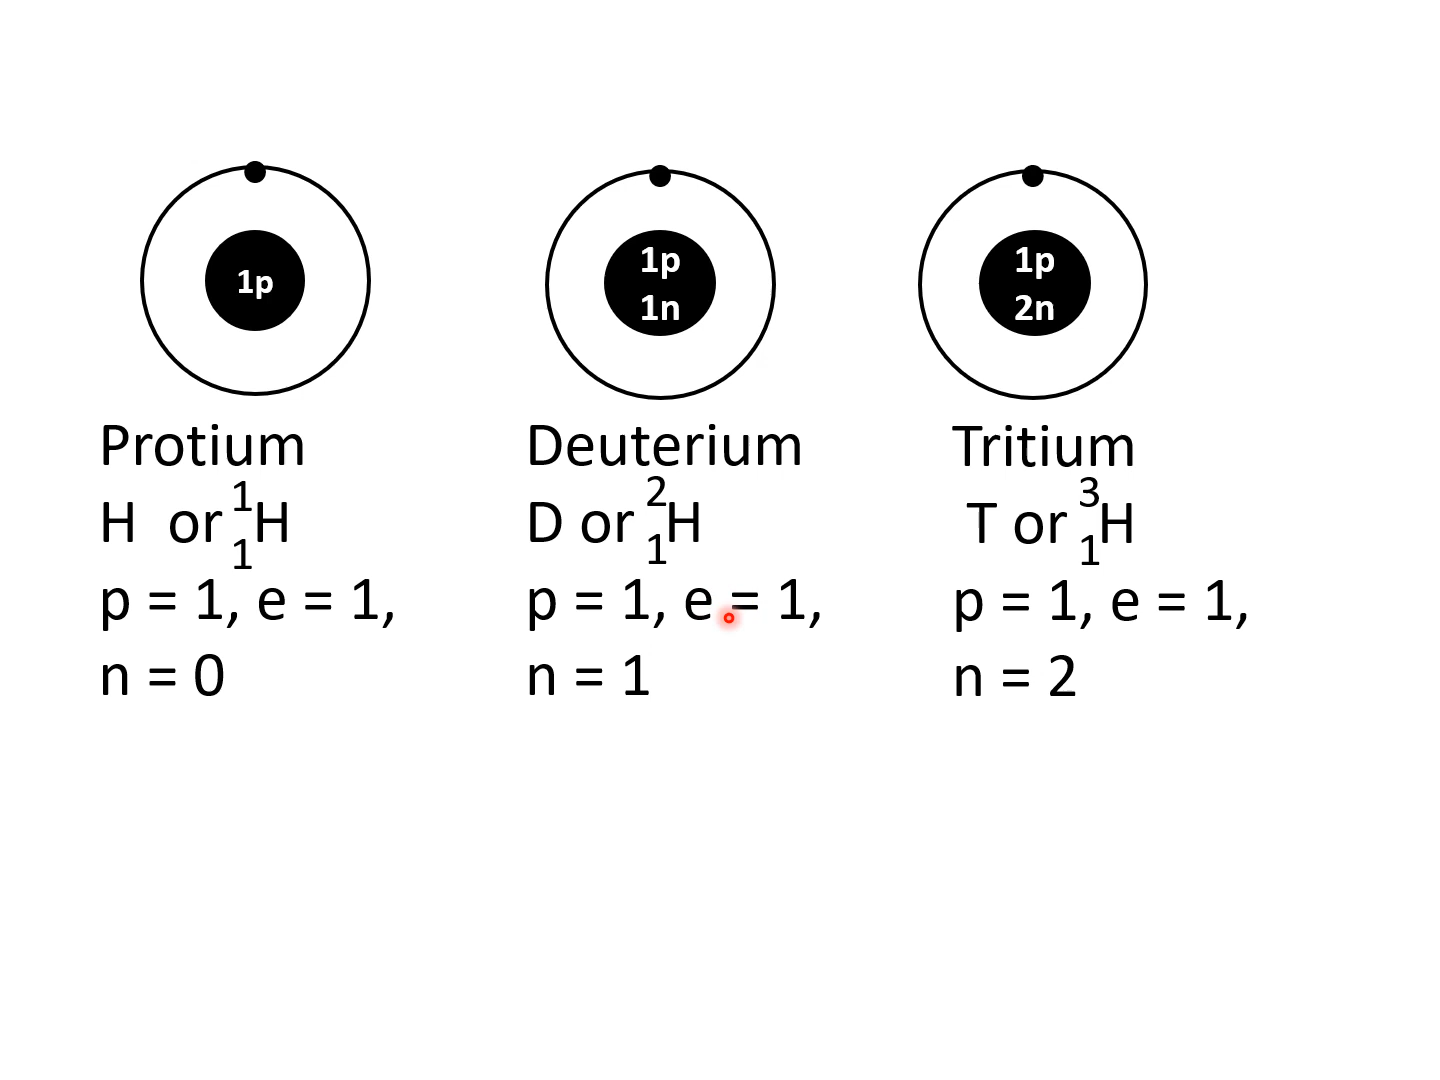 1p
1p
1n
1p
2n
Protium
H or ¹₁H
p = 1, e = 1,
n = 0
Deuterium
D or ²₁H
p = 1, e = 1,
n = 1
Tritium
T or ³₁H
p = 1, e = 1,
n = 2